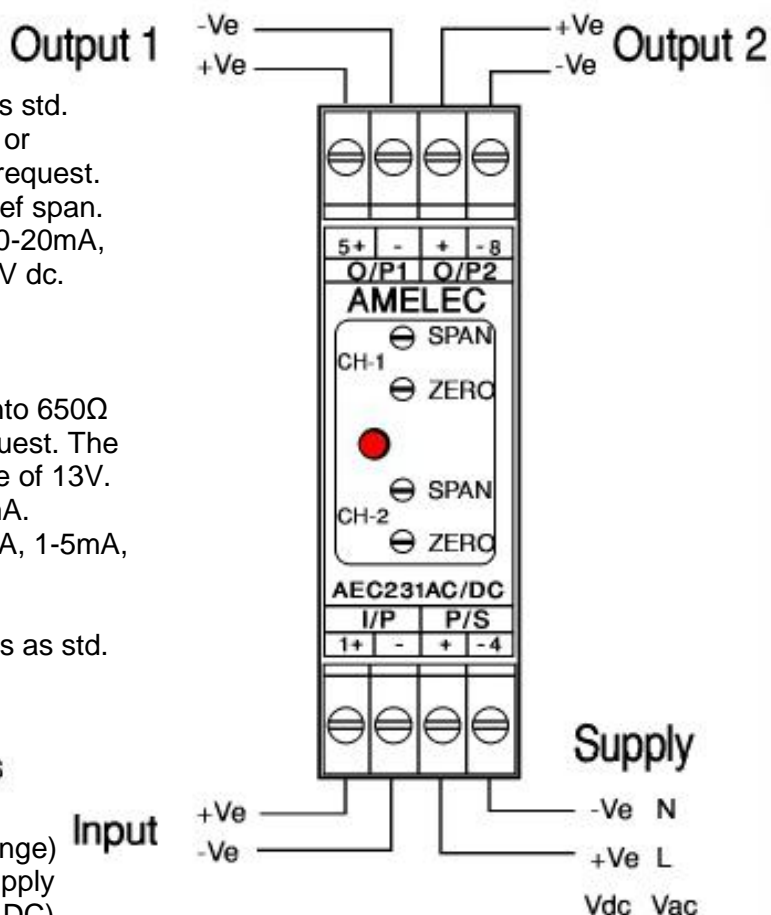 Output 1
-Ve
+Ve
+Ve
-Ve
Output 2
s std.
or
request.
ef span.
0-20mA,
V dc.
nto 650Ω
uest. The
e of 13V.
nA.
A, 1-5mA,
s as std.
s
nge)
upply
DC)
5+ - + -8
O/P1 O/P2
AMELEC
SPAN
CH-1
ZERO
SPAN
CH-2
ZERO
AEC231AC/DC
I/P P/S
1+ - + -4
Input
+Ve
-Ve
Supply
-Ve N
+Ve L
Vdc Vac